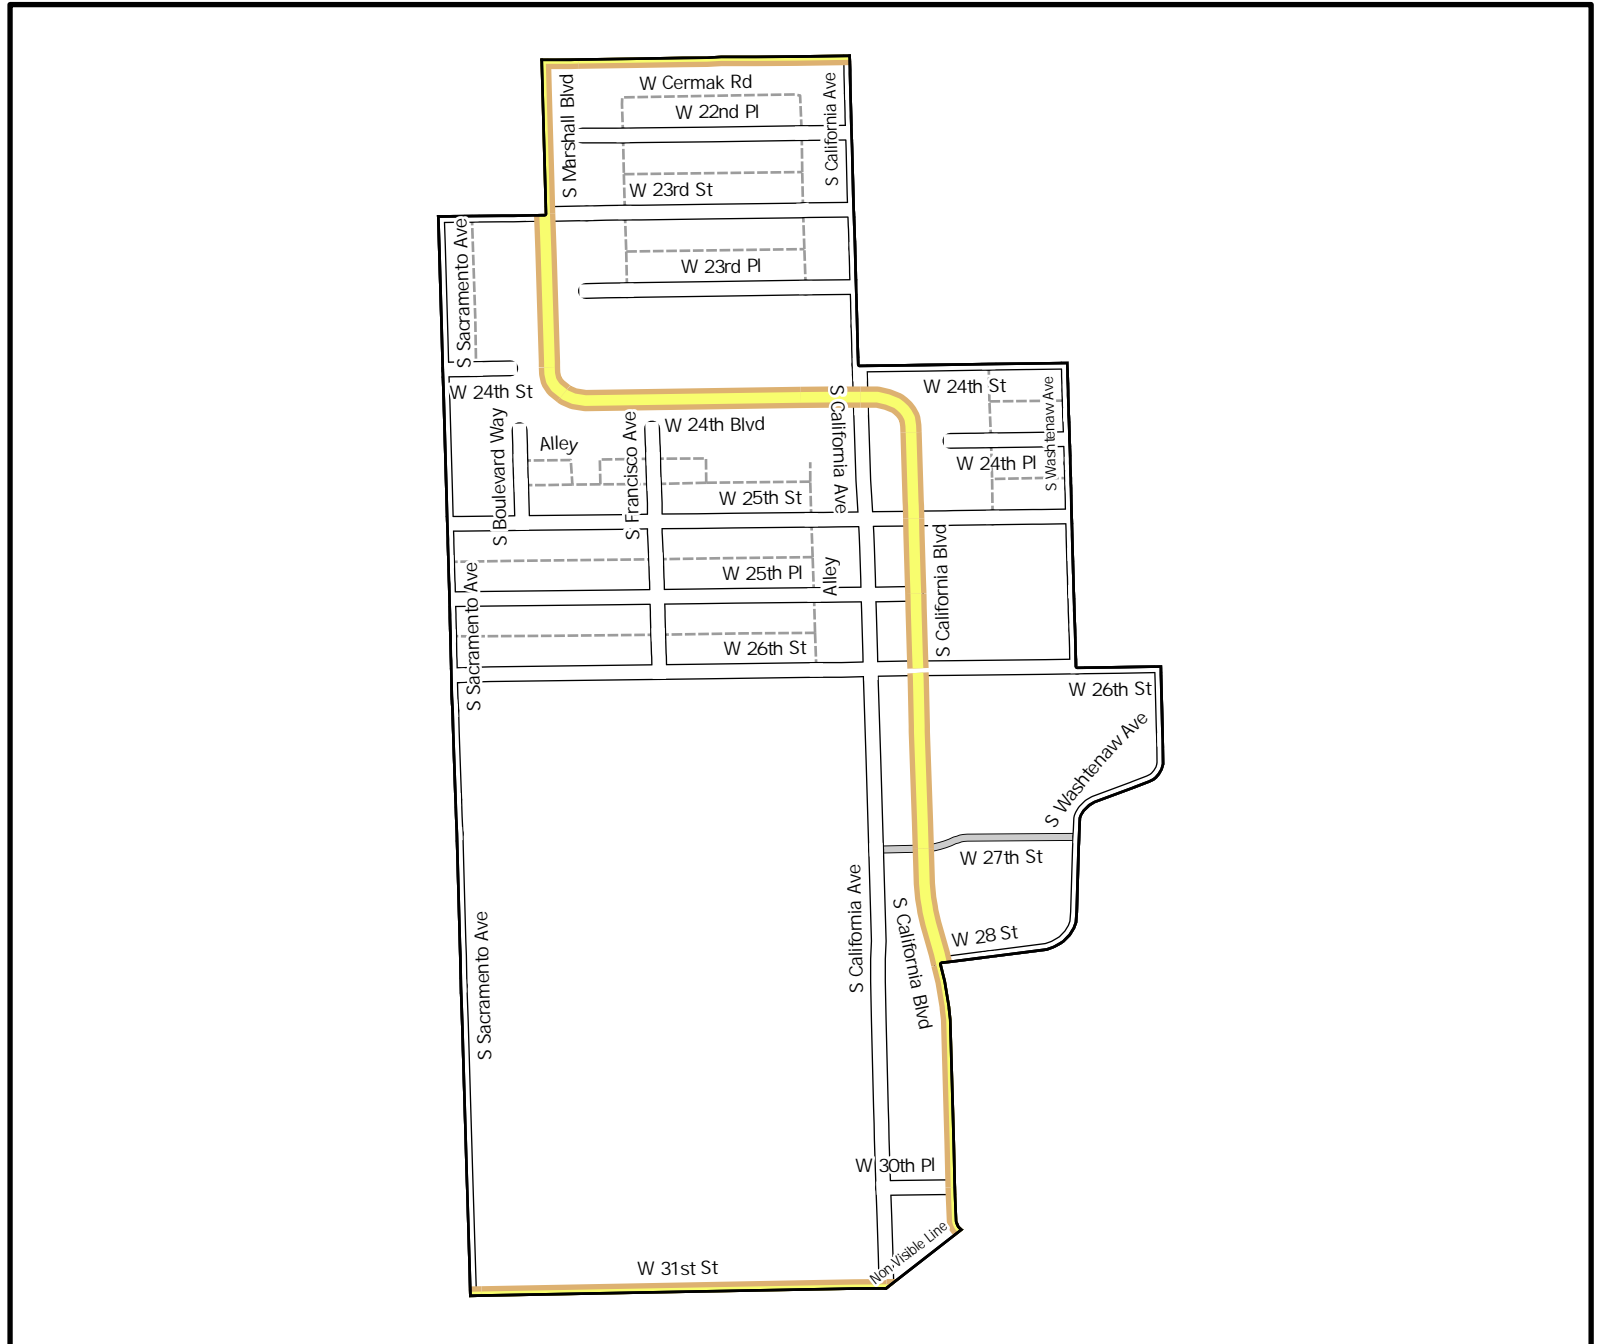 W Cermak Rd
S Marshall Blvd
S California Ave
W 22nd Pl
W 23rd St
S Sacramento Ave
W 23rd Pl
W 24th St
W 24th St
S Washtenaw Ave
S California Ave
S Boulevard Way
Alley
S Francisco Ave
W 24th Blvd
W 24th Pl
W 25th St
S California Blvd
S Sacramento Ave
W 25th Pl
Alley
W 26th St
W 26th St
S Washtenaw Ave
W 27th St
S California Ave
S California Blvd
S Sacramento Ave
W 28 St
W 30th Pl
Non-Visible Line
W 31st St